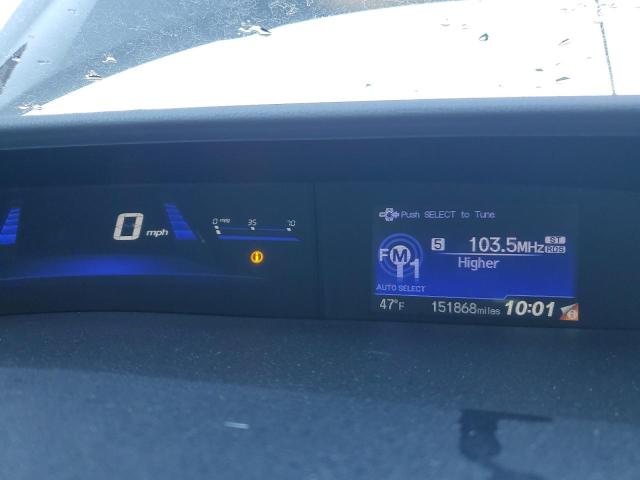 Push SELECT to Tune
0 mph
0 mpg 35 70
FM 1
5 103.5MHz ST
RDS
Higher
AUTO SELECT
47°F 151868miles 10:01